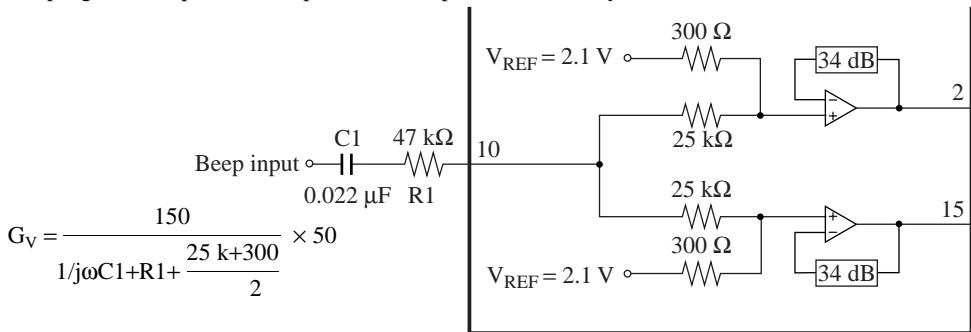 300 Ω
V_REF = 2.1 V
34 dB
2
25 kΩ
C1
47 kΩ
10
Beep input
0.022 μF R1
25 kΩ
15
300 Ω
V_REF = 2.1 V
34 dB
G_V = 150 / (1/jωC1+R1+ (25 k+300)/2) × 50